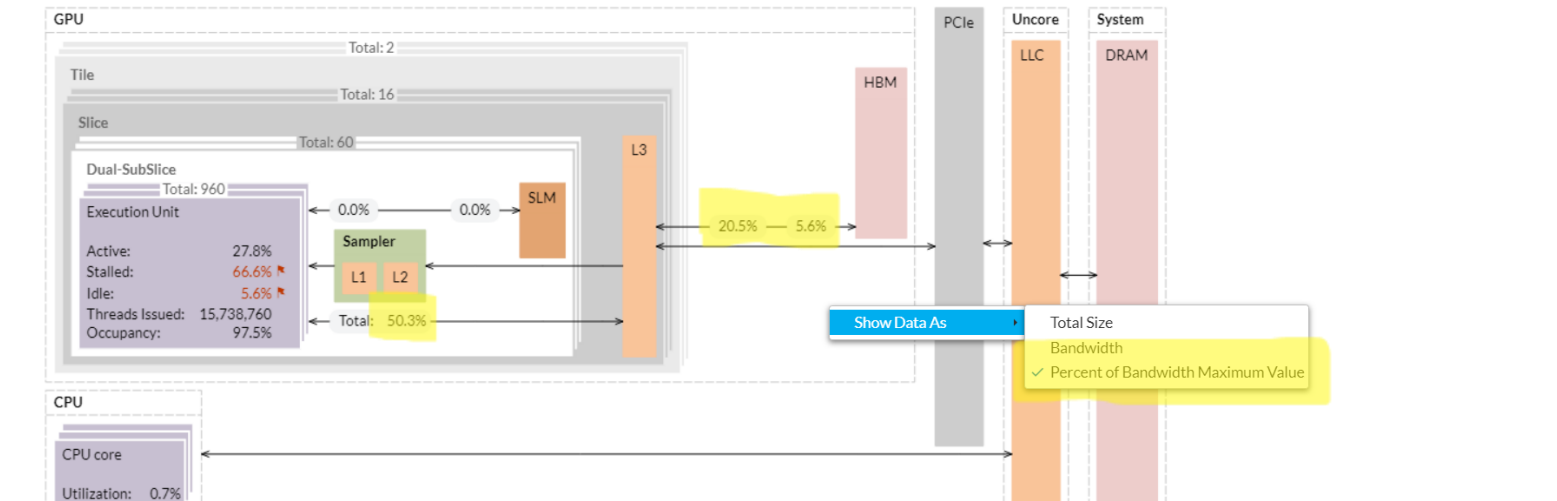 GPU
PCIe
Uncore
System
Total: 2
LLC
DRAM
Tile
HBM
Total: 16
Slice
Total: 60
L3
Dual-SubSlice
Total: 960
SLM
Execution Unit
0.0%
0.0%
20.5%
5.6%
Sampler
Active: 27.8%
Stalled: 66.6%
L1
L2
Idle: 5.6%
Threads Issued: 15,738,760
Total: 50.3%
Occupancy: 97.5%
Show Data As
Total Size
Bandwidth
Percent of Bandwidth Maximum Value
CPU
CPU core
Utilization: 0.7%